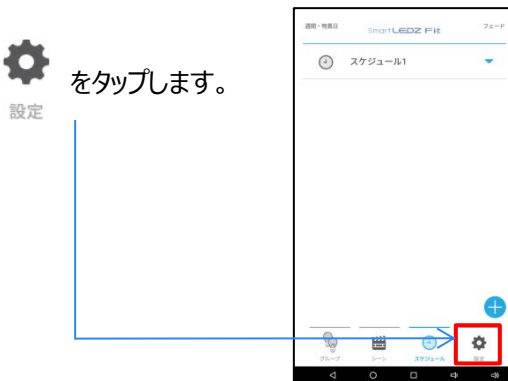 設定
をタップします。
週間・特異日
SmartLEDZ Fit
フェード
スケジュール1
グループ
シーン
スケジュール
設定